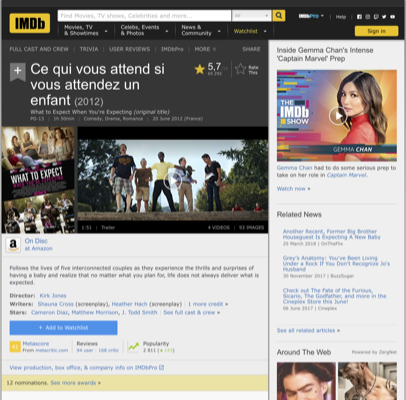 IMDb
Find Movies, TV shows, Celebrities and more...
All
IMDbPro
Help
Movies, TV & Showtimes
Celebs, Events & Photos
News & Community
Watchlist
Sign in
FULL CAST AND CREW | TRIVIA | USER REVIEWS | IMDbPro | MORE
SHARE
Ce qui vous attend si vous attendez un enfant (2012)
5,7
Rate This
What to Expect When You're Expecting (original title)
PG-13 | 1h 50min | Comedy, Drama, Romance | 20 June 2012 (France)
WHAT TO EXPECT
1:51 | Trailer
4 VIDEOS | 93 IMAGES
On Disc
at Amazon
Follows the lives of five interconnected couples as they experience the thrills and surprises of having a baby and realize that no matter what you plan for, life does not always deliver what is expected.
Director: Kirk Jones
Writers: Shauna Cross (screenplay), Heather Hach (screenplay) | 1 more credit »
Stars: Cameron Diaz, Matthew Morrison, J. Todd Smith | See full cast & crew »
+ Add to Watchlist
Metascore
From metacritic.com
Reviews
94 user | 168 critic
Popularity
View production, box office, & company info on IMDbPro
12 nominations. See more awards »
Inside Gemma Chan's Intense 'Captain Marvel' Prep
THE IMDb SHOW
GEMMA CHAN
Gemma Chan had to do some serious prep to take on her role in Captain Marvel.
Watch now »
Related News
Another Recent, Former Big Brother Houseguest Is Expecting A New Baby
25 March 2018 | OnTheFlix
Grey's Anatomy: You've Been Living Under a Rock If You Don't Recognize Jo's Husband
30 November 2017 | BuzzSugar
Check out The Fate of the Furious, Sicario, The Godfather, and more in the Cineplex Store this June!
06 June 2017 | Cineplex
See all related articles »
Around The Web
Powered by ZergNet